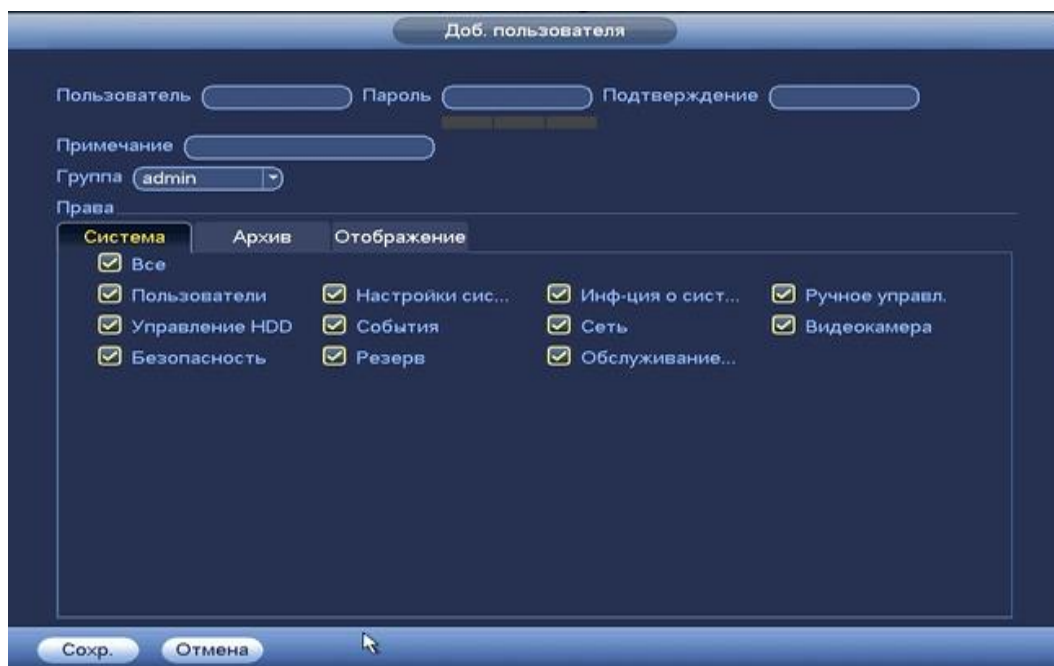 Доб. пользователя
Пользователь Пароль Подтверждение
Примечание
Группа admin
Права
Система Архив Отображение
Все
Пользователи Настройки сис... Инф-ция о сист... Ручное управл.
Управление HDD События Сеть Видеокамера
Безопасность Резерв Обслуживание...
Сохр. Отмена